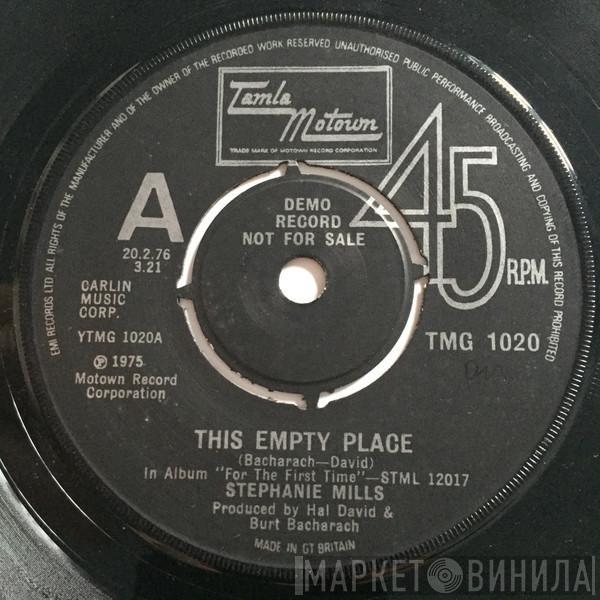 EMI RECORDS LTD. ALL RIGHTS OF THE MANUFACTURER AND OF THE OWNER OF THE RECORDED WORK RESERVED UNAUTHORISED PUBLIC PERFORMANCE BROADCASTING AND COPYING OF THIS RECORD PROHIBITED
Tamla
Motown
TRADE MARK OF MOTOWN RECORD CORPORATION
45
R.P.M.
A
DEMO
RECORD
NOT FOR SALE
20.2.76
3.21
CARLIN
MUSIC
CORP.
YTMG 1020A
TMG 1020
℗ 1975
Motown Record
Corporation
THIS EMPTY PLACE
(Bacharach—David)
In Album "For The First Time"—STML 12017
STEPHANIE MILLS
Produced by Hal David &
Burt Bacharach
MADE IN GT BRITAIN
МАРКЕТ ВИНИЛА